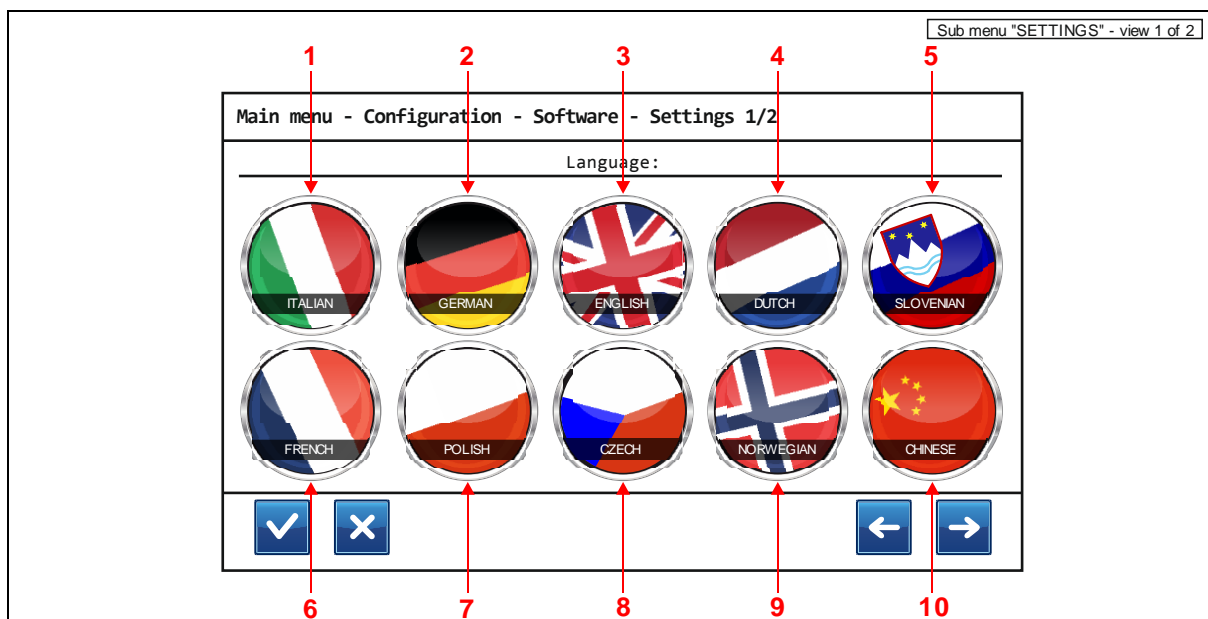 Sub menu "SETTINGS" - view 1 of 2
1 2 3 4 5
Main menu - Configuration - Software - Settings 1/2
Language:
ITALIAN GERMAN ENGLISH DUTCH SLOVENIAN
FRENCH POLISH CZECH NORWEGIAN CHINESE
6 7 8 9 10